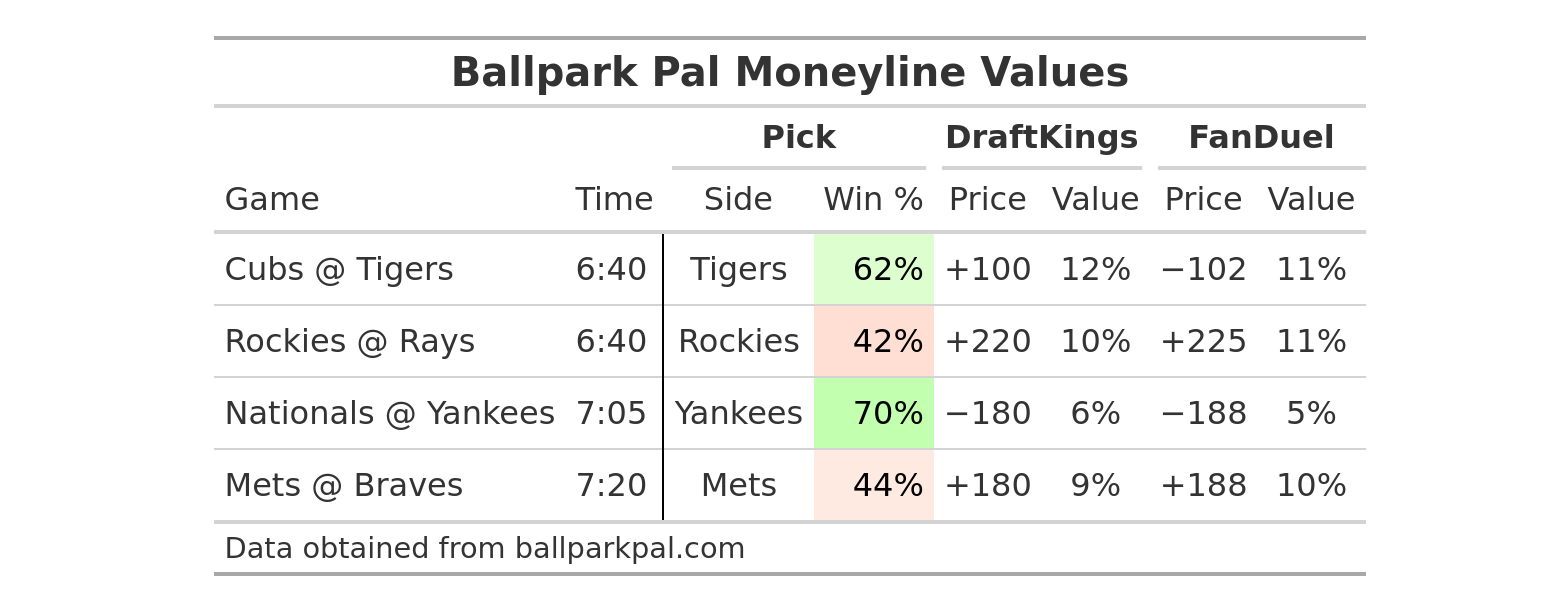 Ballpark Pal Moneyline Values
Pick DraftKings FanDuel
Game Time Side Win % Price Value Price Value
Cubs @ Tigers 6:40 Tigers 62% +100 12% −102 11%
Rockies @ Rays 6:40 Rockies 42% +220 10% +225 11%
Nationals @ Yankees 7:05 Yankees 70% −180 6% −188 5%
Mets @ Braves 7:20 Mets 44% +180 9% +188 10%
Data obtained from ballparkpal.com